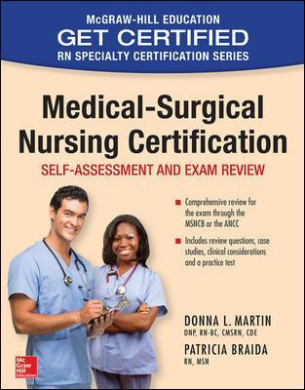 McGRAW-HILL EDUCATION
GET CERTIFIED
RN SPECIALTY CERTIFICATION SERIES
Medical-Surgical
Nursing Certification
SELF-ASSESSMENT AND EXAM REVIEW
Comprehensive review for
the exam through the
MSNCB or the ANCC
Includes review questions, case
studies, clinical considerations
and a practice test
DONNA L. MARTIN
DNP, RN-BC, CMSRN, CDE
PATRICIA BRAIDA
RN, MSN
Mc
Graw
Hill
Education